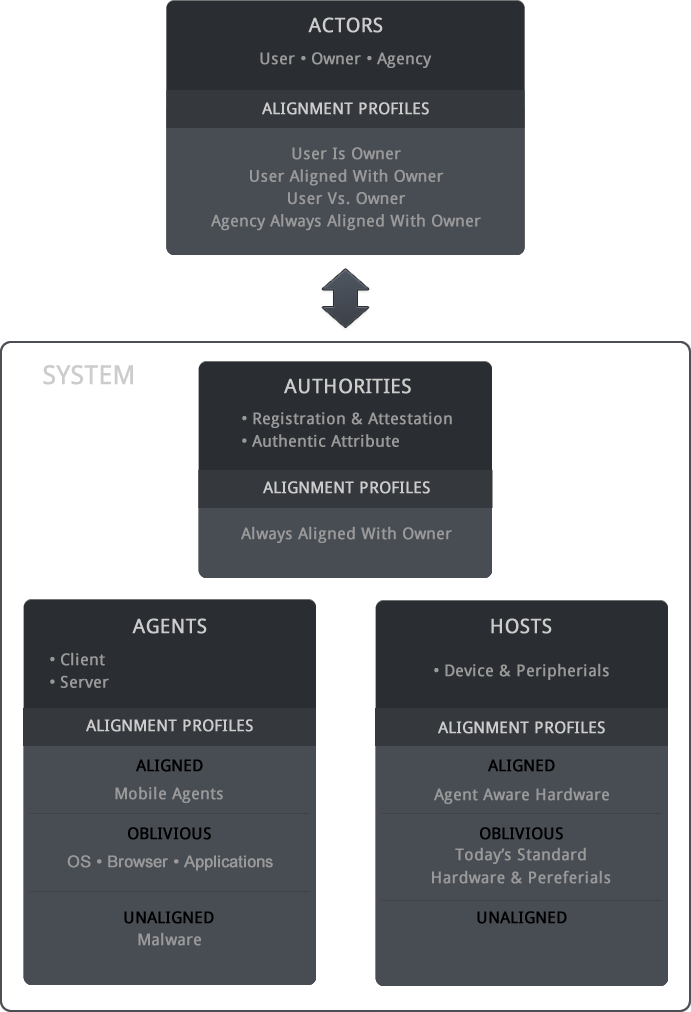 ACTORS
User • Owner • Agency
ALIGNMENT PROFILES
User Is Owner
User Aligned With Owner
User Vs. Owner
Agency Always Aligned With Owner
SYSTEM
AUTHORITIES
• Registration & Attestation
• Authentic Attribute
ALIGNMENT PROFILES
Always Aligned With Owner
AGENTS
• Client
• Server
ALIGNMENT PROFILES
ALIGNED
Mobile Agents
OBLIVIOUS
OS • Browser • Applications
UNALIGNED
Malware
HOSTS
• Device & Peripherials
ALIGNMENT PROFILES
ALIGNED
Agent Aware Hardware
OBLIVIOUS
Today's Standard
Hardware & Pereferials
UNALIGNED